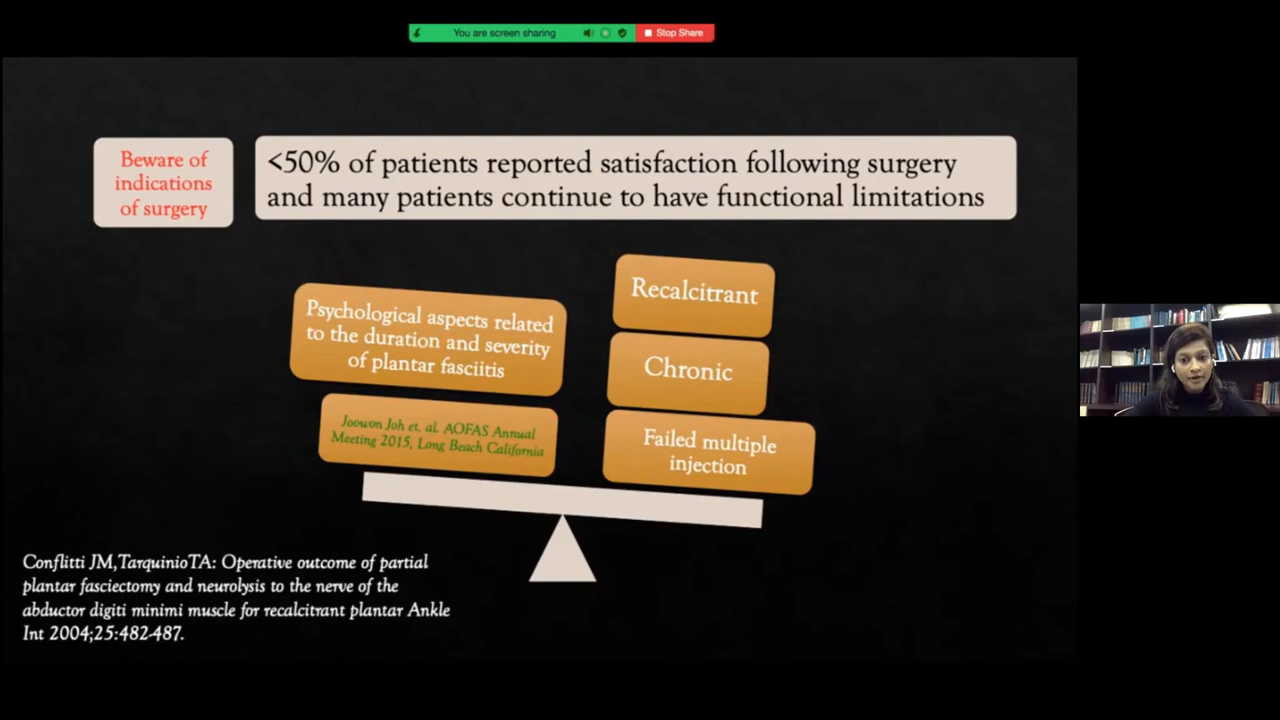 You are screen sharing
Stop Share
Beware of
indications
of surgery
<50% of patients reported satisfaction following surgery
and many patients continue to have functional limitations
Psychological aspects related
to the duration and severity
of plantar fasciitis
Joowon Joh et. al. AOFAS Annual
Meeting 2015, Long Beach California
Recalcitrant
Chronic
Failed multiple
injection
Conflitti JM,TarquinioTA: Operative outcome of partial
plantar fasciectomy and neurolysis to the nerve of the
abductor digiti minimi muscle for recalcitrant plantar Ankle
Int 2004;25:482-487.